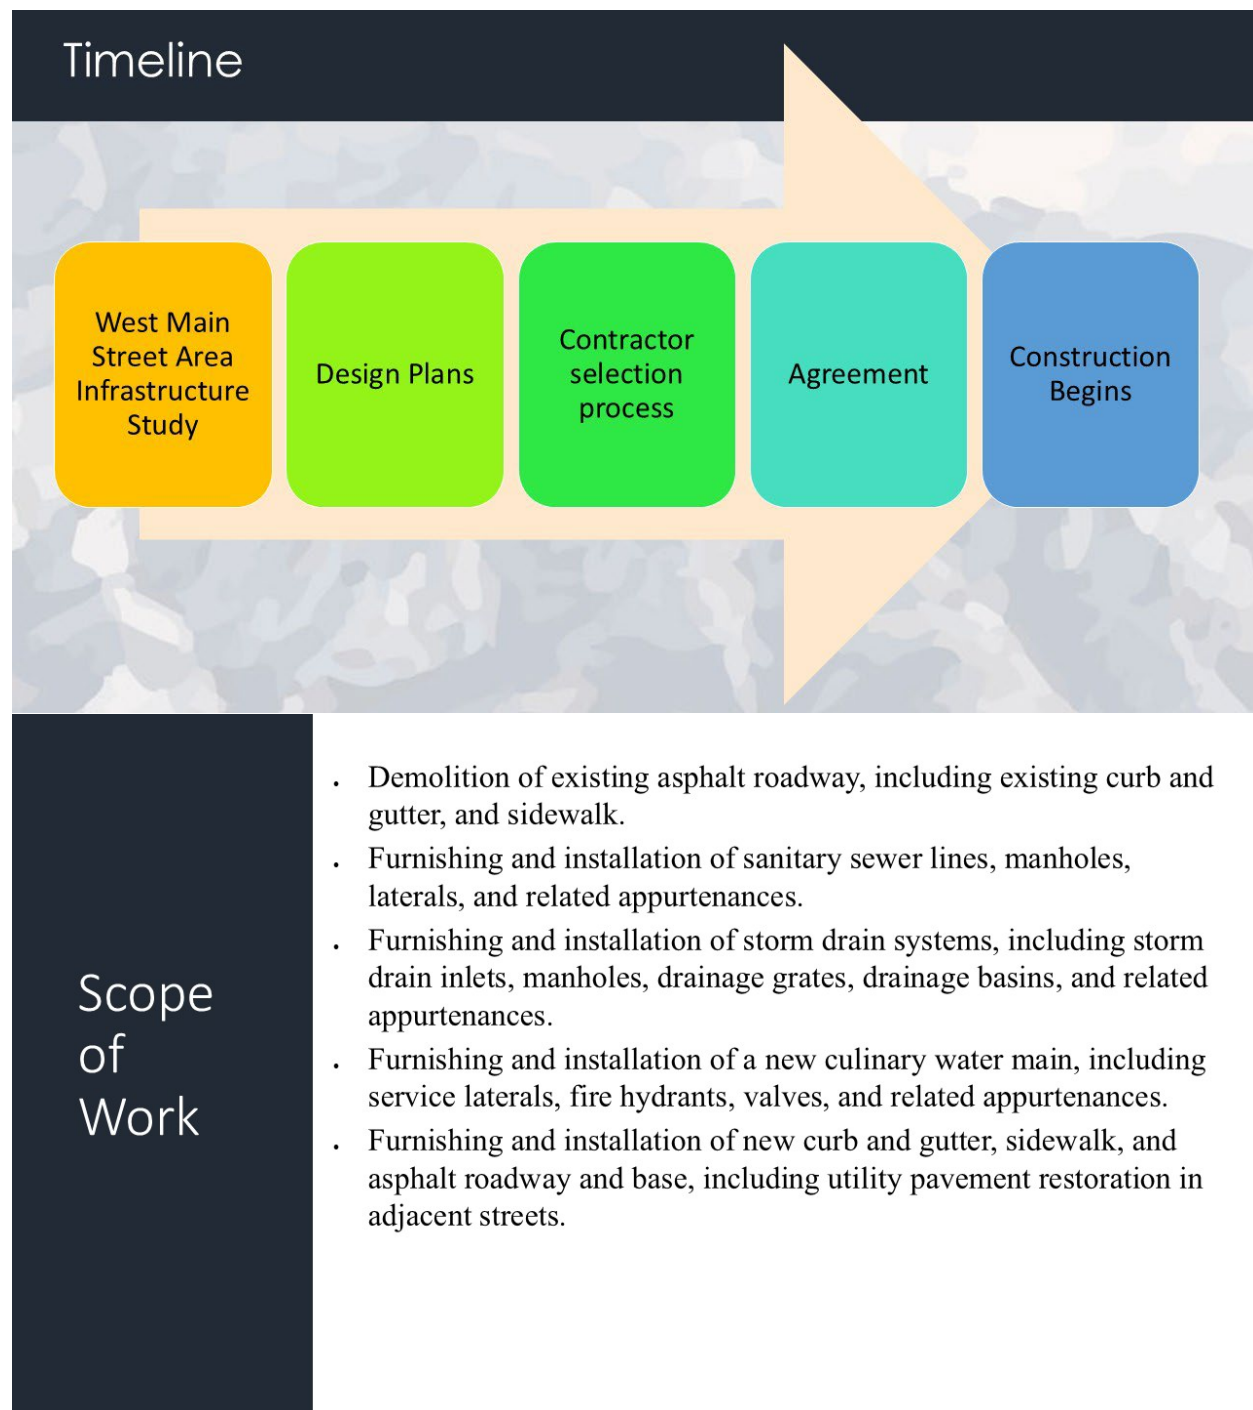 Timeline
West Main
Street Area
Infrastructure
Study
Design Plans
Contractor
selection
process
Agreement
Construction
Begins
Scope
of
Work
• Demolition of existing asphalt roadway, including existing curb and
gutter, and sidewalk.
• Furnishing and installation of sanitary sewer lines, manholes,
laterals, and related appurtenances.
• Furnishing and installation of storm drain systems, including storm
drain inlets, manholes, drainage grates, drainage basins, and related
appurtenances.
• Furnishing and installation of a new culinary water main, including
service laterals, fire hydrants, valves, and related appurtenances.
• Furnishing and installation of new curb and gutter, sidewalk, and
asphalt roadway and base, including utility pavement restoration in
adjacent streets.